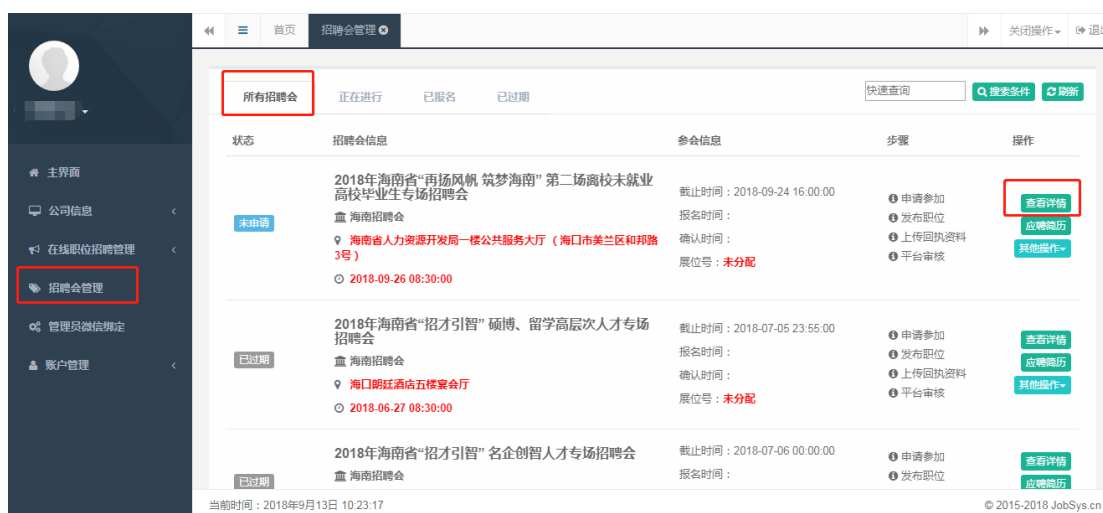 首页
招聘会管理
关闭操作
所有招聘会
正在进行
已报名
已过期
快速查询
搜索条件
刷新
主界面
公司信息
在线职位招聘管理
招聘会管理
管理员微信绑定
账户管理
状态
招聘会信息
参会信息
步骤
操作
未申请
2018年海南省“再扬风帆 筑梦海南” 第二场离校未就业
高校毕业生专场招聘会
海南招聘会
海南省人力资源开发局一楼公共服务大厅 （海口市美兰区和邦路
3号）
2018-09-26 08:30:00
截止时间：2018-09-24 16:00:00
报名时间：
确认时间：
展位号：未分配
申请参加
发布职位
上传回执资料
平台审核
查看详情
应聘简历
其他操作
已过期
2018年海南省“招才引智” 硕博、留学高层次人才专场
招聘会
海南招聘会
海口朗廷酒店五楼宴会厅
2018-06-27 08:30:00
截止时间：2018-07-05 23:55:00
报名时间：
确认时间：
展位号：未分配
申请参加
发布职位
上传回执资料
平台审核
查看详情
应聘简历
其他操作
已过期
2018年海南省“招才引智” 名企创智人才专场招聘会
海南招聘会
截止时间：2018-07-06 00:00:00
报名时间：
申请参加
发布职位
查看详情
应聘简历
当前时间：2018年9月13日 10:23:17
© 2015-2018 JobSys.cn